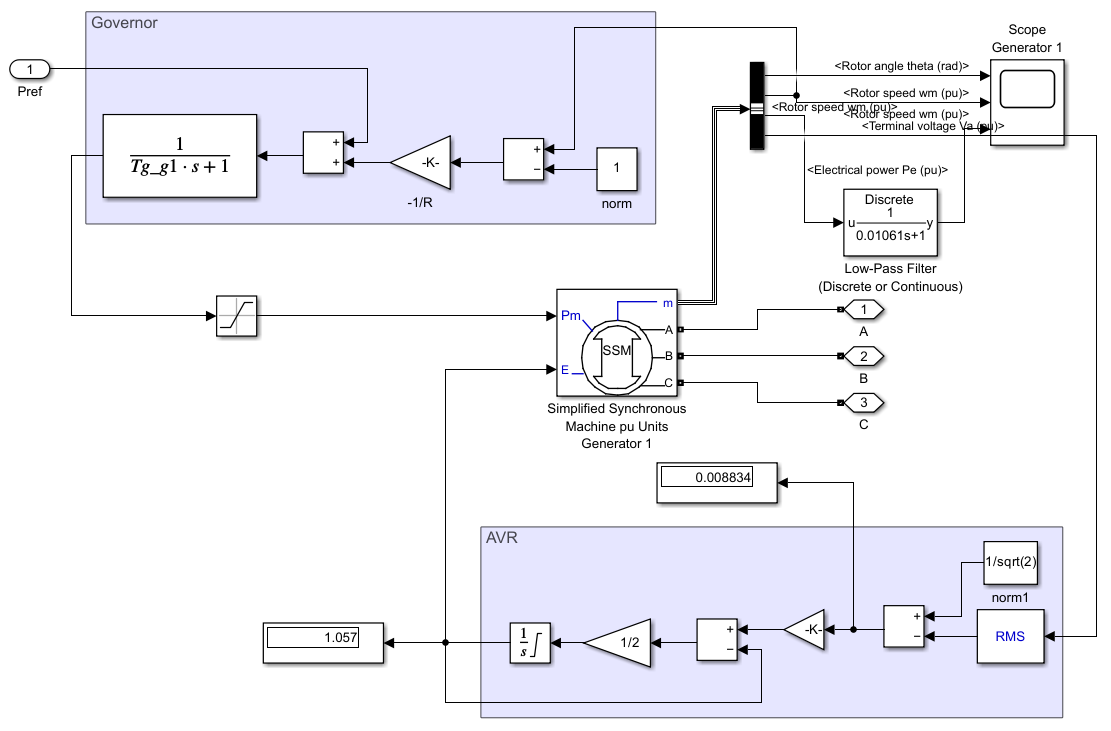 Governor
1
Pref
1
Tg_g1 · s + 1
+
+
-K-
-1/R
+
−
1
norm
Scope
Generator 1
<Rotor angle theta (rad)>
<Rotor speed wm (pu)>
<Rotor speed wm (pu)>
<Rotor speed wm (pu)>
<Terminal voltage Va (pu)>
<Electrical power Pe (pu)>
Discrete
1
u
y
0.01061s+1
Low-Pass Filter
(Discrete or Continuous)
Pm
m
SSM
E
A
B
C
Simplified Synchronous
Machine pu Units
Generator 1
1
A
2
B
3
C
0.008834
AVR
1/sqrt(2)
norm1
RMS
+
−
-K-
+
−
1/2
1
s
1.057